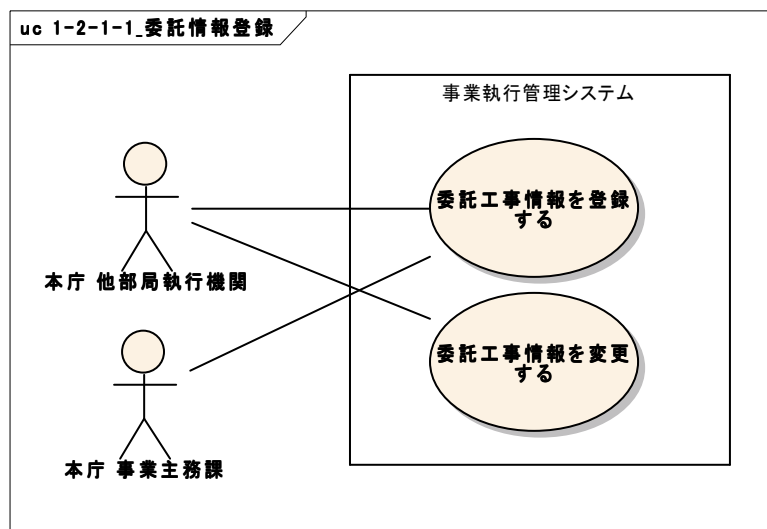 uc 1-2-1-1_委託情報登録
事業執行管理システム
委託工事情報を登録
する
本庁 他部局執行機関
委託工事情報を変更
する
本庁 事業主務課